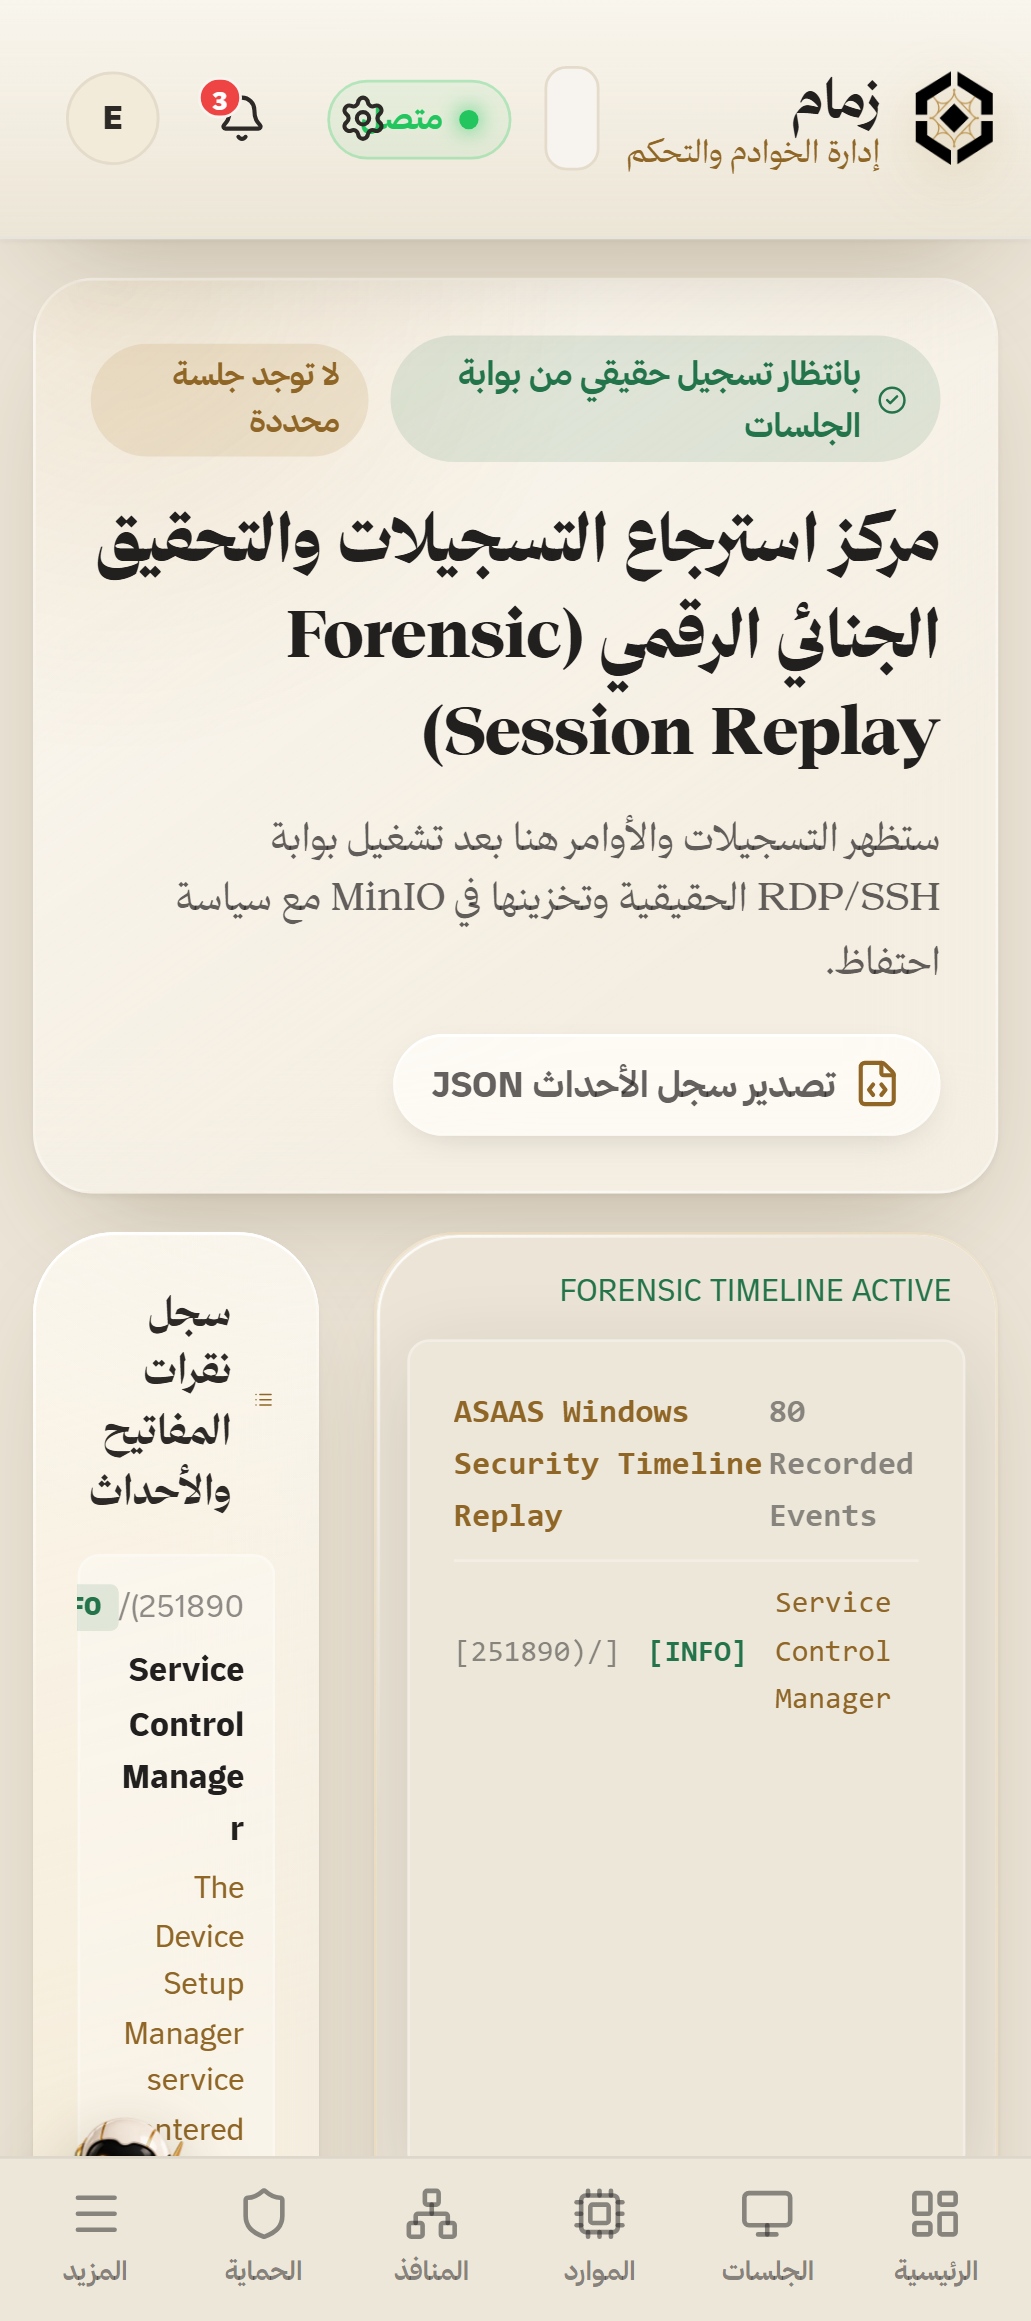 زمام
إدارة الخوادم والتحكم
متصل
3
E
بانتظار تسجيل حقيقي من بوابة
الجلسات
لا توجد جلسة
محددة
مركز استرجاع التسجيلات والتحقيق
الجنائي الرقمي (Forensic
Session Replay)
ستظهر التسجيلات والأوامر هنا بعد تشغيل بوابة
RDP/SSH الحقيقية وتخزينها في MinIO مع سياسة
احتفاظ.
تصدير سجل الأحداث JSON
FORENSIC TIMELINE ACTIVE
ASAAS Windows
Security Timeline
Replay
80
Recorded
Events
[251890)/] [INFO]
Service
Control
Manager
سجل
نقرات
المفاتيح
والأحداث
/(251890
FO
Service
Control
Manage
r
The
Device
Setup
Manager
service
ntered
الرئيسية
الجلسات
الموارد
المنافذ
الحماية
المزيد